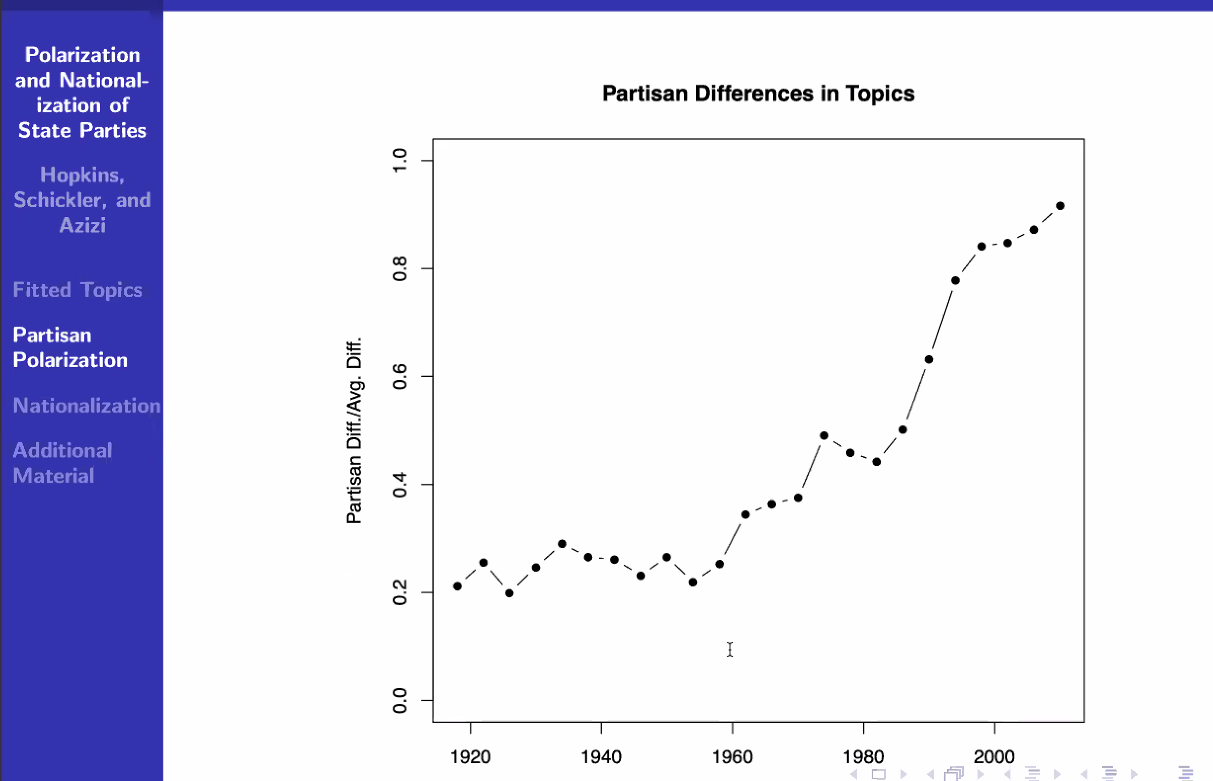 Polarization
and National-
ization of
State Parties
Hopkins,
Schickler, and
Azizi
Fitted Topics
Partisan
Polarization
Nationalization
Additional
Material
Partisan Differences in Topics
Partisan Diff./Avg. Diff.
1.0
0.8
0.6
0.4
0.2
0.0
1920 1940 1960 1980 2000